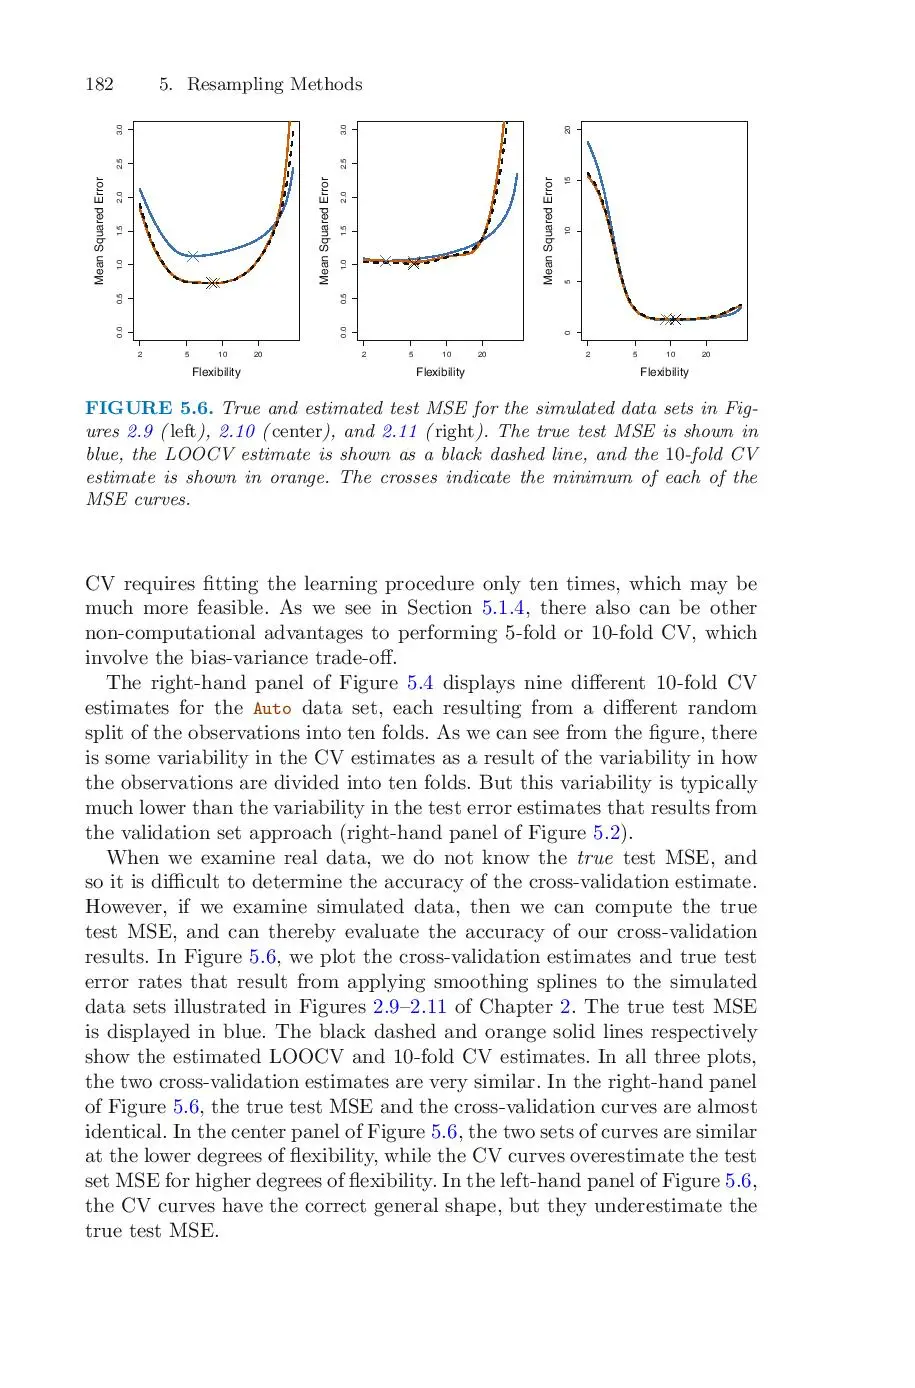 182 5. Resampling Methods
Mean Squared Error
0.0 0.5 1.0 1.5 2.0 2.5 3.0
2 5 10 20
Flexibility
Mean Squared Error
0.0 0.5 1.0 1.5 2.0 2.5 3.0
2 5 10 20
Flexibility
Mean Squared Error
0 5 10 15 20
2 5 10 20
Flexibility
FIGURE 5.6. True and estimated test MSE for the simulated data sets in Fig-
ures 2.9 (left), 2.10 (center), and 2.11 (right). The true test MSE is shown in
blue, the LOOCV estimate is shown as a black dashed line, and the 10-fold CV
estimate is shown in orange. The crosses indicate the minimum of each of the
MSE curves.
CV requires fitting the learning procedure only ten times, which may be
much more feasible. As we see in Section 5.1.4, there also can be other
non-computational advantages to performing 5-fold or 10-fold CV, which
involve the bias-variance trade-off.
The right-hand panel of Figure 5.4 displays nine different 10-fold CV
estimates for the Auto data set, each resulting from a different random
split of the observations into ten folds. As we can see from the figure, there
is some variability in the CV estimates as a result of the variability in how
the observations are divided into ten folds. But this variability is typically
much lower than the variability in the test error estimates that results from
the validation set approach (right-hand panel of Figure 5.2).
When we examine real data, we do not know the true test MSE, and
so it is difficult to determine the accuracy of the cross-validation estimate.
However, if we examine simulated data, then we can compute the true
test MSE, and can thereby evaluate the accuracy of our cross-validation
results. In Figure 5.6, we plot the cross-validation estimates and true test
error rates that result from applying smoothing splines to the simulated
data sets illustrated in Figures 2.9–2.11 of Chapter 2. The true test MSE
is displayed in blue. The black dashed and orange solid lines respectively
show the estimated LOOCV and 10-fold CV estimates. In all three plots,
the two cross-validation estimates are very similar. In the right-hand panel
of Figure 5.6, the true test MSE and the cross-validation curves are almost
identical. In the center panel of Figure 5.6, the two sets of curves are similar
at the lower degrees of flexibility, while the CV curves overestimate the test
set MSE for higher degrees of flexibility. In the left-hand panel of Figure 5.6,
the CV curves have the correct general shape, but they underestimate the
true test MSE.